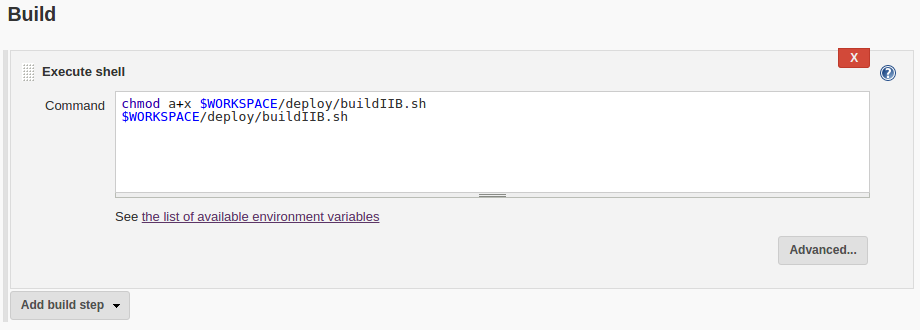 Build
X
Execute shell
?
Command
chmod a+x $WORKSPACE/deploy/buildIIB.sh
$WORKSPACE/deploy/buildIIB.sh
See the list of available environment variables
Advanced...
Add build step